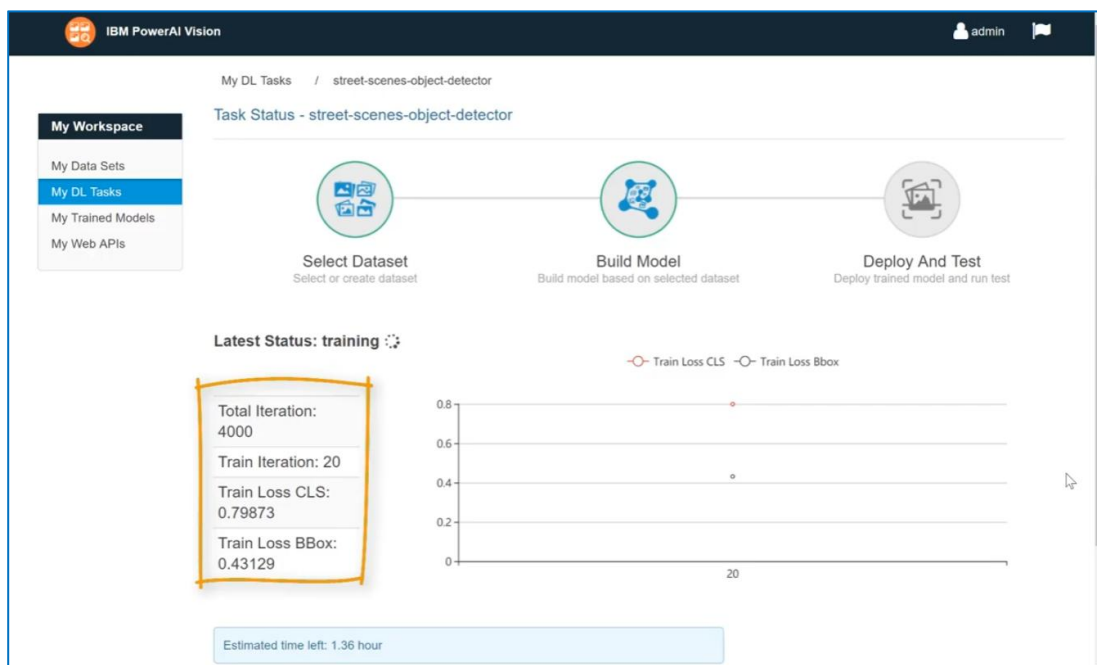 IBM PowerAI Vision
admin
My DL Tasks / street-scenes-object-detector
Task Status - street-scenes-object-detector
My Workspace
My Data Sets
My DL Tasks
My Trained Models
My Web APIs
Select Dataset
Select or create dataset
Build Model
Build model based on selected dataset
Deploy And Test
Deploy trained model and run test
Latest Status: training
Train Loss CLS Train Loss Bbox
Total Iteration:
4000
Train Iteration: 20
Train Loss CLS:
0.79873
Train Loss BBox:
0.43129
0.8
0.6
0.4
0.2
0
20
Estimated time left: 1.36 hour